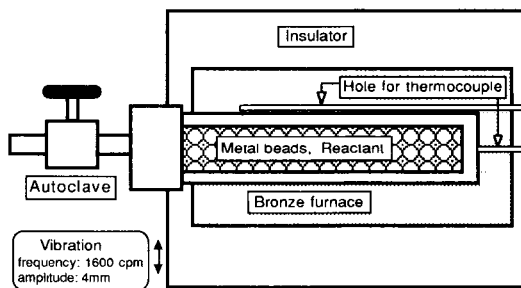 Insulator
Hole for thermocouple
Metal beads, Reactant
Autoclave
Bronze furnace
Vibration
frequency: 1600 cpm
amplitude: 4mm